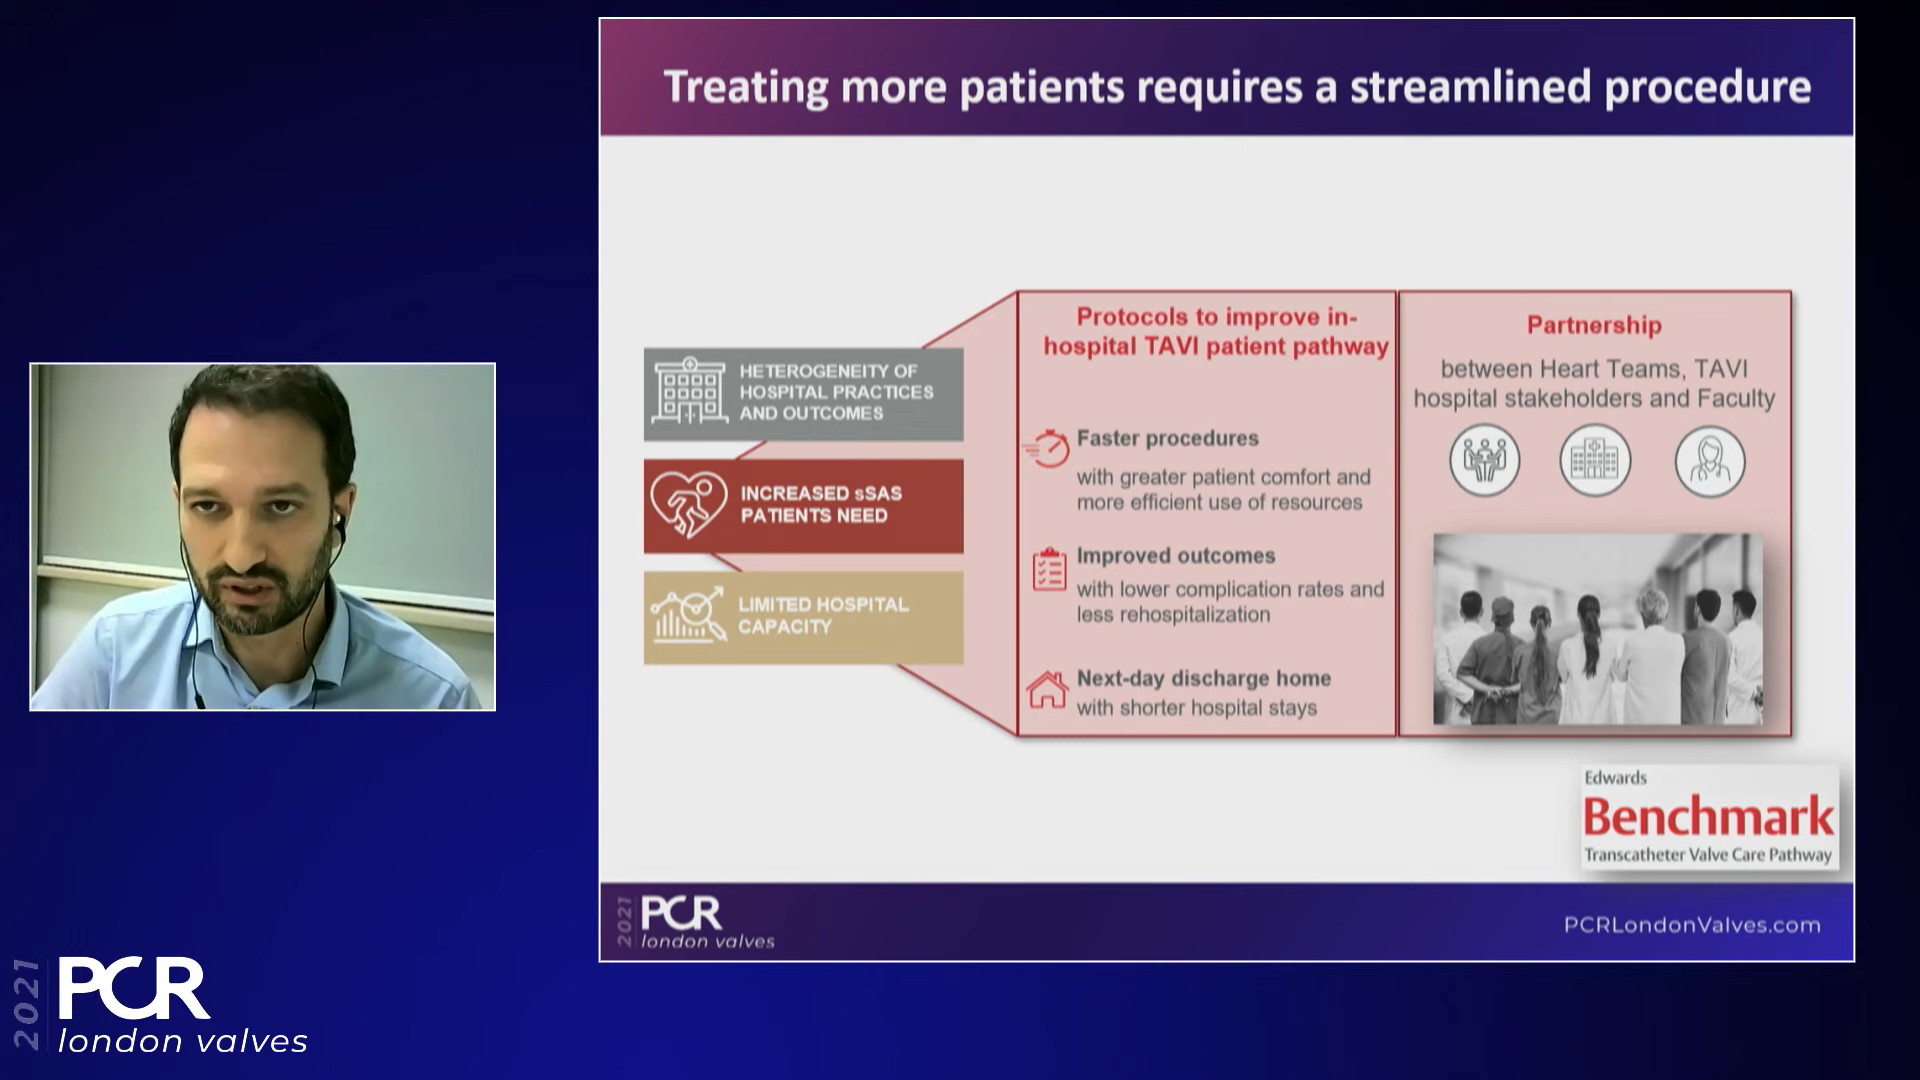 Treating more patients requires a streamlined procedure
HETEROGENEITY OF
HOSPITAL PRACTICES
AND OUTCOMES
INCREASED sSAS
PATIENTS NEED
LIMITED HOSPITAL
CAPACITY
Protocols to improve in-
hospital TAVI patient pathway
Faster procedures
with greater patient comfort and
more efficient use of resources
Improved outcomes
with lower complication rates and
less rehospitalization
Next-day discharge home
with shorter hospital stays
Partnership
between Heart Teams, TAVI
hospital stakeholders and Faculty
Edwards
Benchmark
Transcatheter Valve Care Pathway
2021
PCR
london valves
PCRLondonValves.com
2021
PCR
london valves